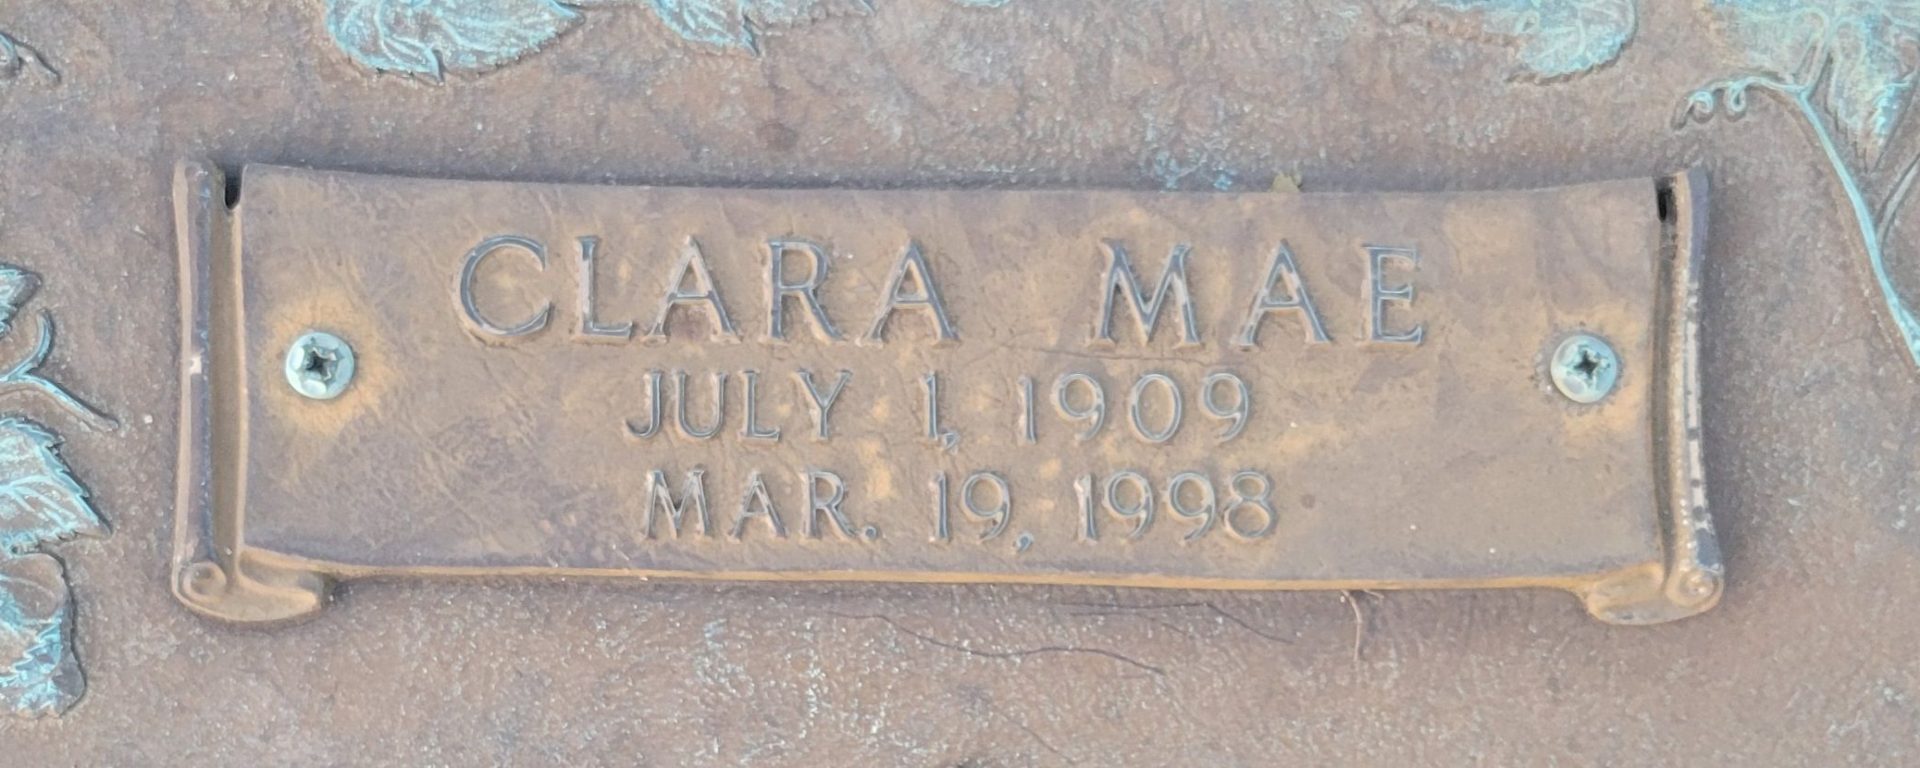 CLARA MAE
JULY 1, 1909
MAR. 19, 1998